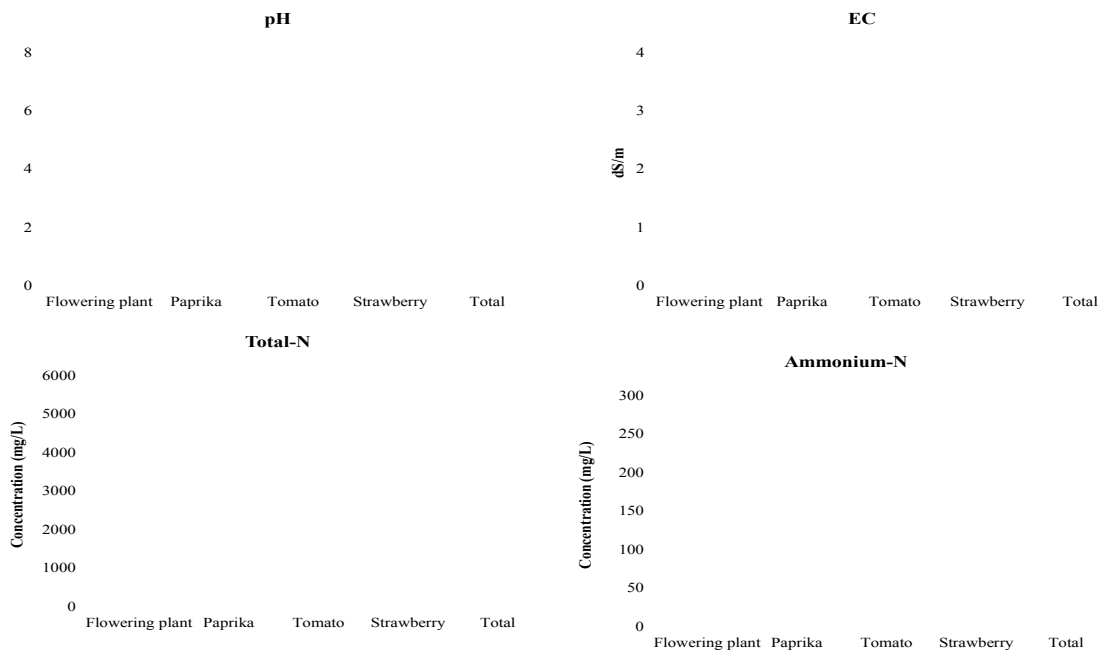 pH
8
6
4
2
0
Flowering plant Paprika Tomato Strawberry Total
EC
dS/m
4
3
2
1
0
Flowering plant Paprika Tomato Strawberry Total
Total-N
Concentration (mg/L)
6000
5000
4000
3000
2000
1000
0
Flowering plant Paprika Tomato Strawberry Total
Ammonium-N
Concentration (mg/L)
300
250
200
150
100
50
0
Flowering plant Paprika Tomato Strawberry Total